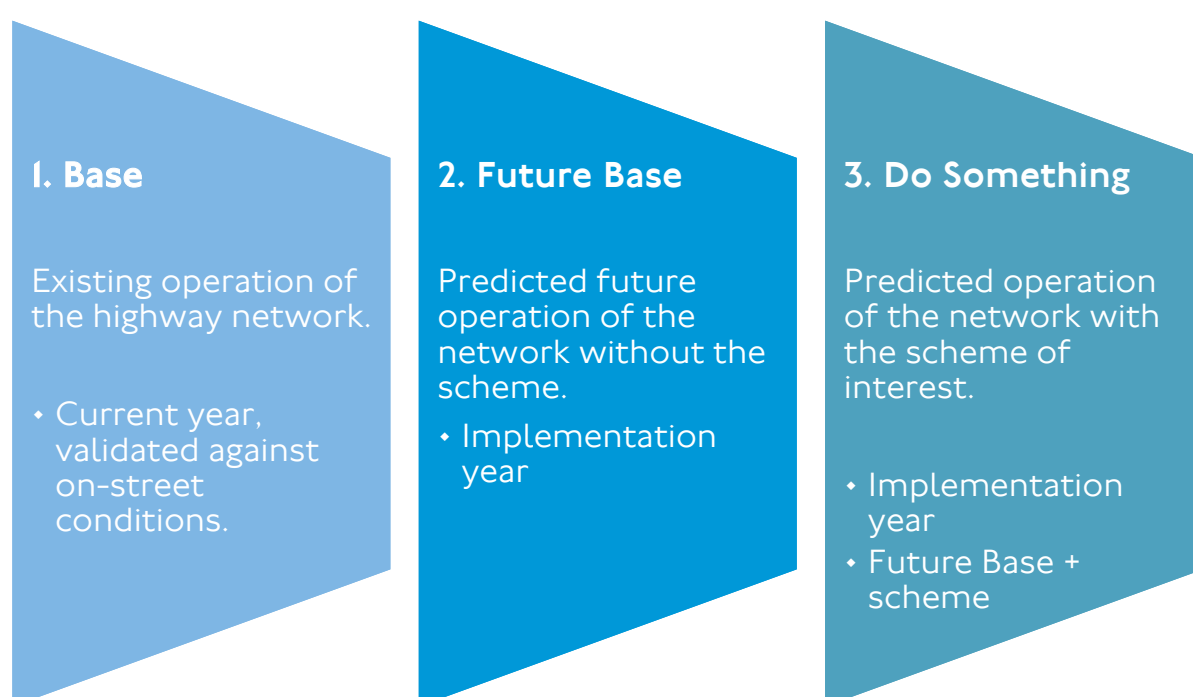 1. Base
Existing operation of
the highway network.
• Current year,
validated against
on-street
conditions.
2. Future Base
Predicted future
operation of the
network without the
scheme.
• Implementation
year
3. Do Something
Predicted operation
of the network with
the scheme of
interest.
• Implementation
year
• Future Base +
scheme